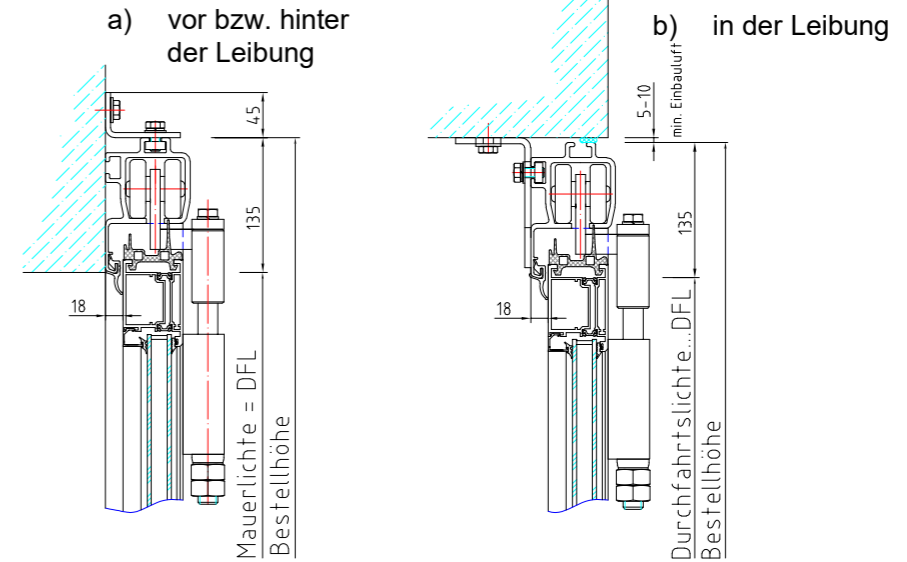 a) vor bzw. hinter
der Leibung
45
135
18
Mauerlichte = DFL
Bestellhöhe
b) in der Leibung
5-10
min. Einbauluft
135
18
Durchfahrtslichte...DFL
Bestellhöhe